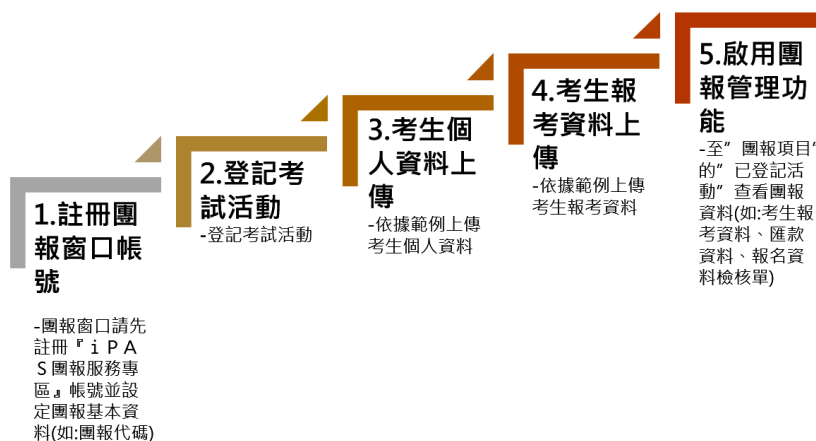 1.註冊團
報窗口帳
號
-團報窗口請先
註冊『ｉＰＡ
Ｓ團報服務專
區』帳號並設
定團報基本資
料(如:團報代碼)
2.登記考
試活動
-登記考試活動
3.考生個
人資料上
傳
-依據範例上傳
考生個人資料
4.考生報
考資料上
傳
-依據範例上傳
考生報考資料
5.啟用團
報管理功
能
-至”團報項目”
的”已登記活
動”查看團報
資料(如:考生報
考資料、匯款
資料、報名資
料檢核單)